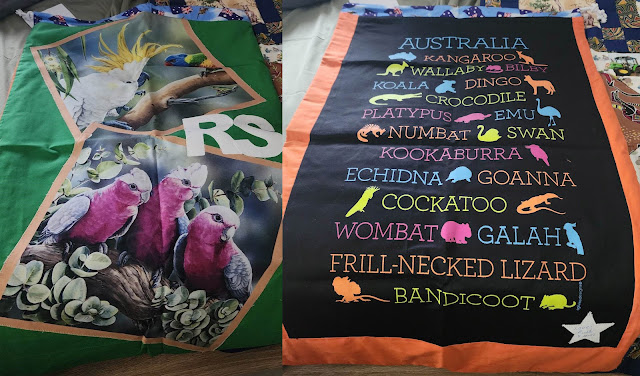 RS
AUSTRALIA
KANGAROO
WALLABY BILBY
KOALA DINGO
CROCODILE
PLATYPUS EMU
NUMBAT SWAN
KOOKABURRA
ECHIDNA GOANNA
COCKATOO
WOMBAT GALAH
FRILL-NECKED LIZARD
BANDICOOT